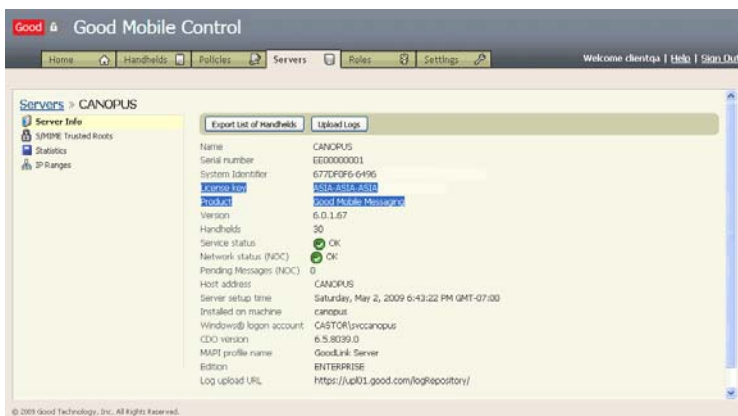 Good Good Mobile Control
Home Handhelds Policies Servers Roles Settings Welcome clientqa | Help | Sign Out
Servers > CANOPUS
Server Info
S/MIME Trusted Roots
Statistics
IP Ranges
Export List of Handhelds Upload Logs
Name CANOPUS
Serial number EE00000001
System Identifier 677DF0F6-6496
License key ASIA-ASIA-ASIA
Product Good Mobile Messaging
Version 6.0.1.67
Handhelds 30
Service status OK
Network status (NOC) OK
Pending Messages (NOC) 0
Host address CANOPUS
Server setup time Saturday, May 2, 2009 6:43:22 PM GMT-07:00
Installed on machine canopus
Windows® logon account CASTOR\svccanopus
CDO version 6.5.8039.0
MAPI profile name GoodLink Server
Edition ENTERPRISE
Log upload URL https://upl01.good.com/logRepository/
© 2009 Good Technology, Inc. All Rights Reserved.